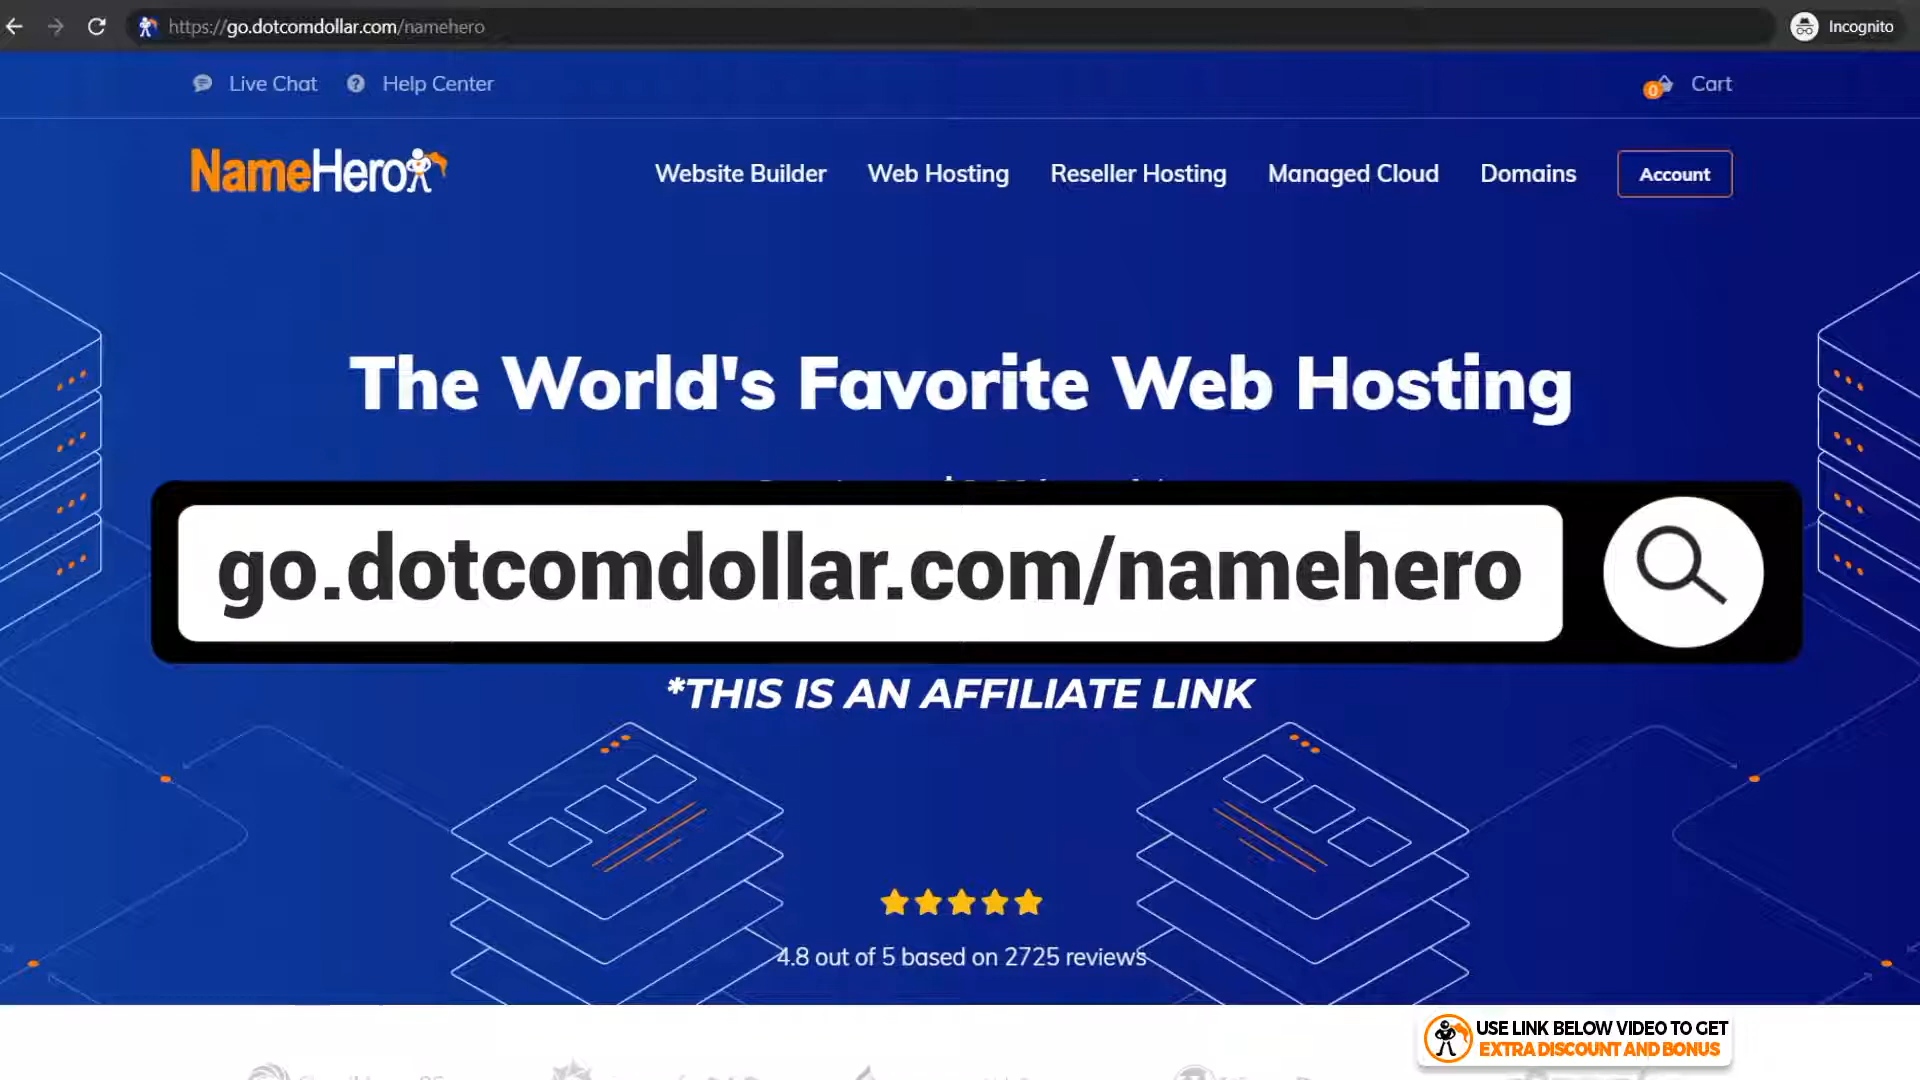 https://go.dotcomdollar.com/namehero
Incognito
Live Chat
Help Center
0
Cart
NameHero
Website Builder
Web Hosting
Reseller Hosting
Managed Cloud
Domains
Account
The World's Favorite Web Hosting
go.dotcomdollar.com/namehero
*THIS IS AN AFFILIATE LINK
4.8 out of 5 based on 2725 reviews
USE LINK BELOW VIDEO TO GET
EXTRA DISCOUNT AND BONUS